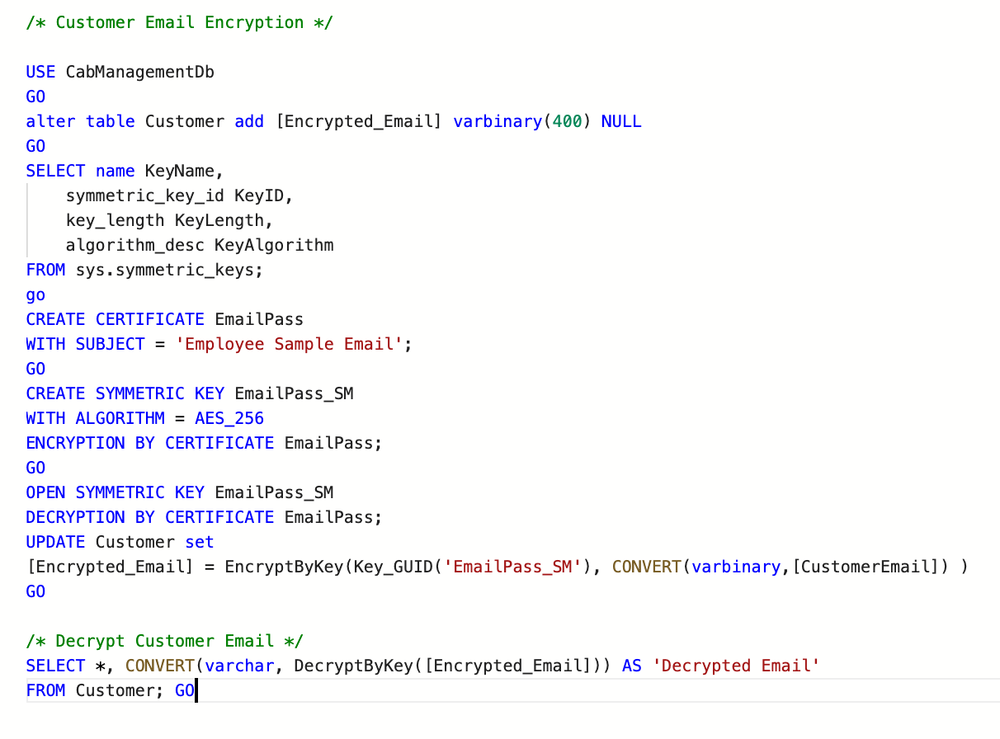 /* Customer Email Encryption */
USE CabManagementDb
GO
alter table Customer add [Encrypted_Email] varbinary(400) NULL
GO
SELECT name KeyName,
    symmetric_key_id KeyID,
    key_length KeyLength,
    algorithm_desc KeyAlgorithm
FROM sys.symmetric_keys;
go
CREATE CERTIFICATE EmailPass
WITH SUBJECT = 'Employee Sample Email';
GO
CREATE SYMMETRIC KEY EmailPass_SM
WITH ALGORITHM = AES_256
ENCRYPTION BY CERTIFICATE EmailPass;
GO
OPEN SYMMETRIC KEY EmailPass_SM
DECRYPTION BY CERTIFICATE EmailPass;
UPDATE Customer set
[Encrypted_Email] = EncryptByKey(Key_GUID('EmailPass_SM'), CONVERT(varbinary,[CustomerEmail]) )
GO
/* Decrypt Customer Email */
SELECT *, CONVERT(varchar, DecryptByKey([Encrypted_Email])) AS 'Decrypted Email'
FROM Customer; GO